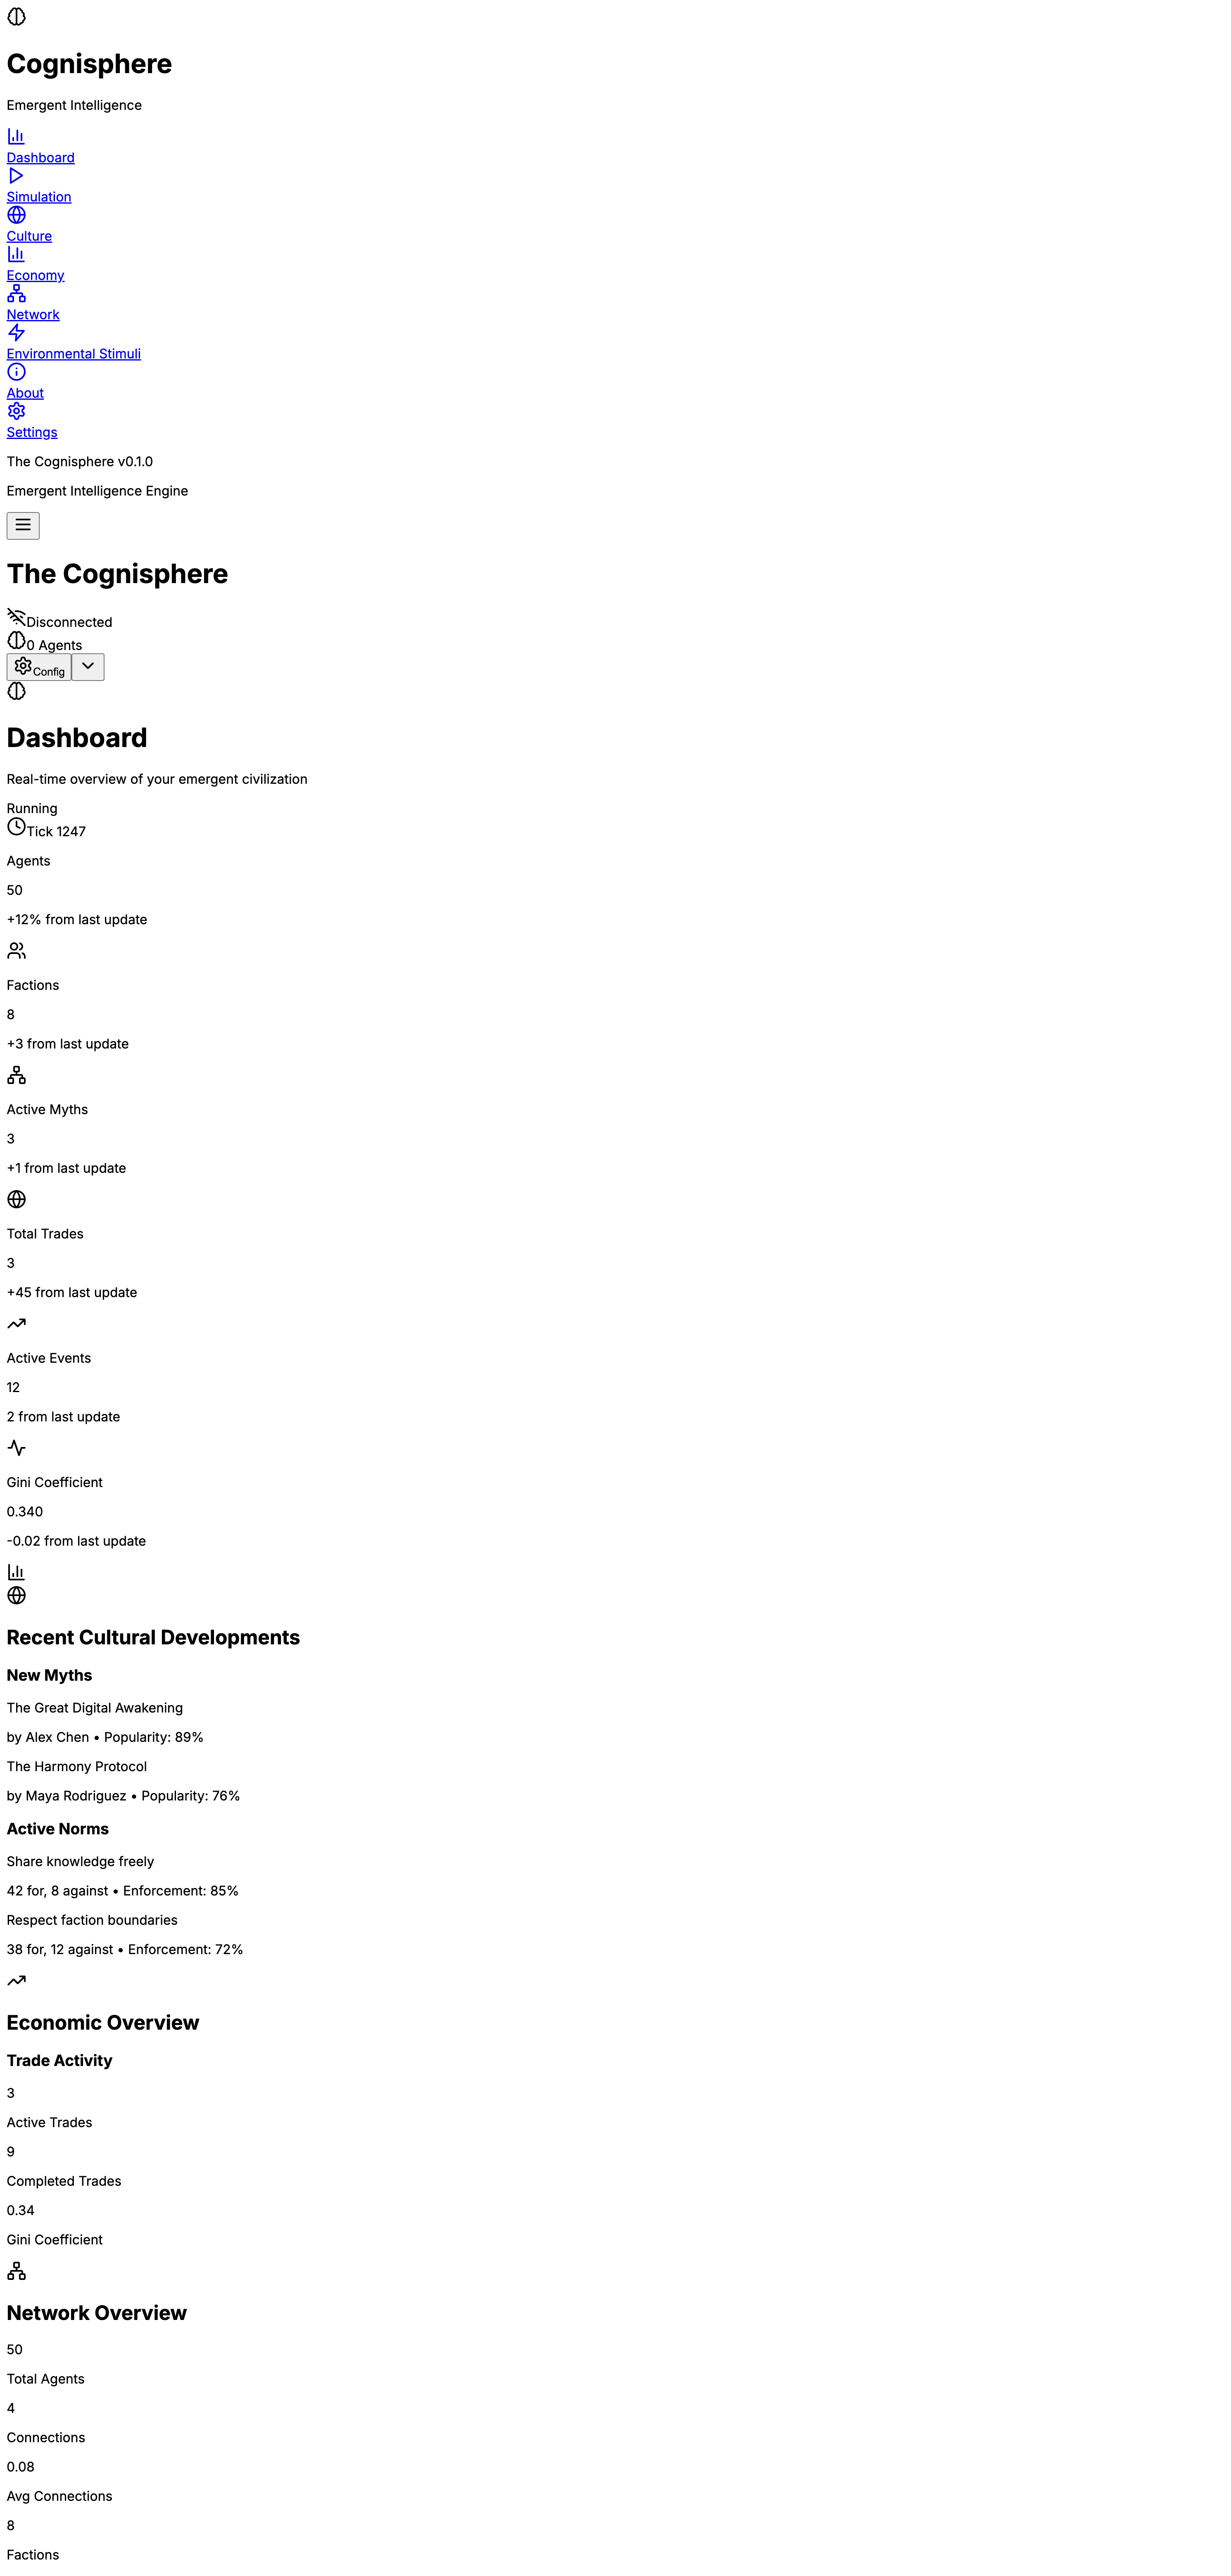 Cognisphere
Emergent Intelligence
Dashboard
Simulation
Culture
Economy
Network
Environmental Stimuli
About
Settings
The Cognisphere v0.1.0
Emergent Intelligence Engine
The Cognisphere
Disconnected
0 Agents
Config
Dashboard
Real-time overview of your emergent civilization
Running
Tick 1247
Agents
50
+12% from last update
Factions
8
+3 from last update
Active Myths
3
+1 from last update
Total Trades
3
+45 from last update
Active Events
12
2 from last update
Gini Coefficient
0.340
-0.02 from last update
Recent Cultural Developments
New Myths
The Great Digital Awakening
by Alex Chen • Popularity: 89%
The Harmony Protocol
by Maya Rodriguez • Popularity: 76%
Active Norms
Share knowledge freely
42 for, 8 against • Enforcement: 85%
Respect faction boundaries
38 for, 12 against • Enforcement: 72%
Economic Overview
Trade Activity
3
Active Trades
9
Completed Trades
0.34
Gini Coefficient
Network Overview
50
Total Agents
4
Connections
0.08
Avg Connections
8
Factions